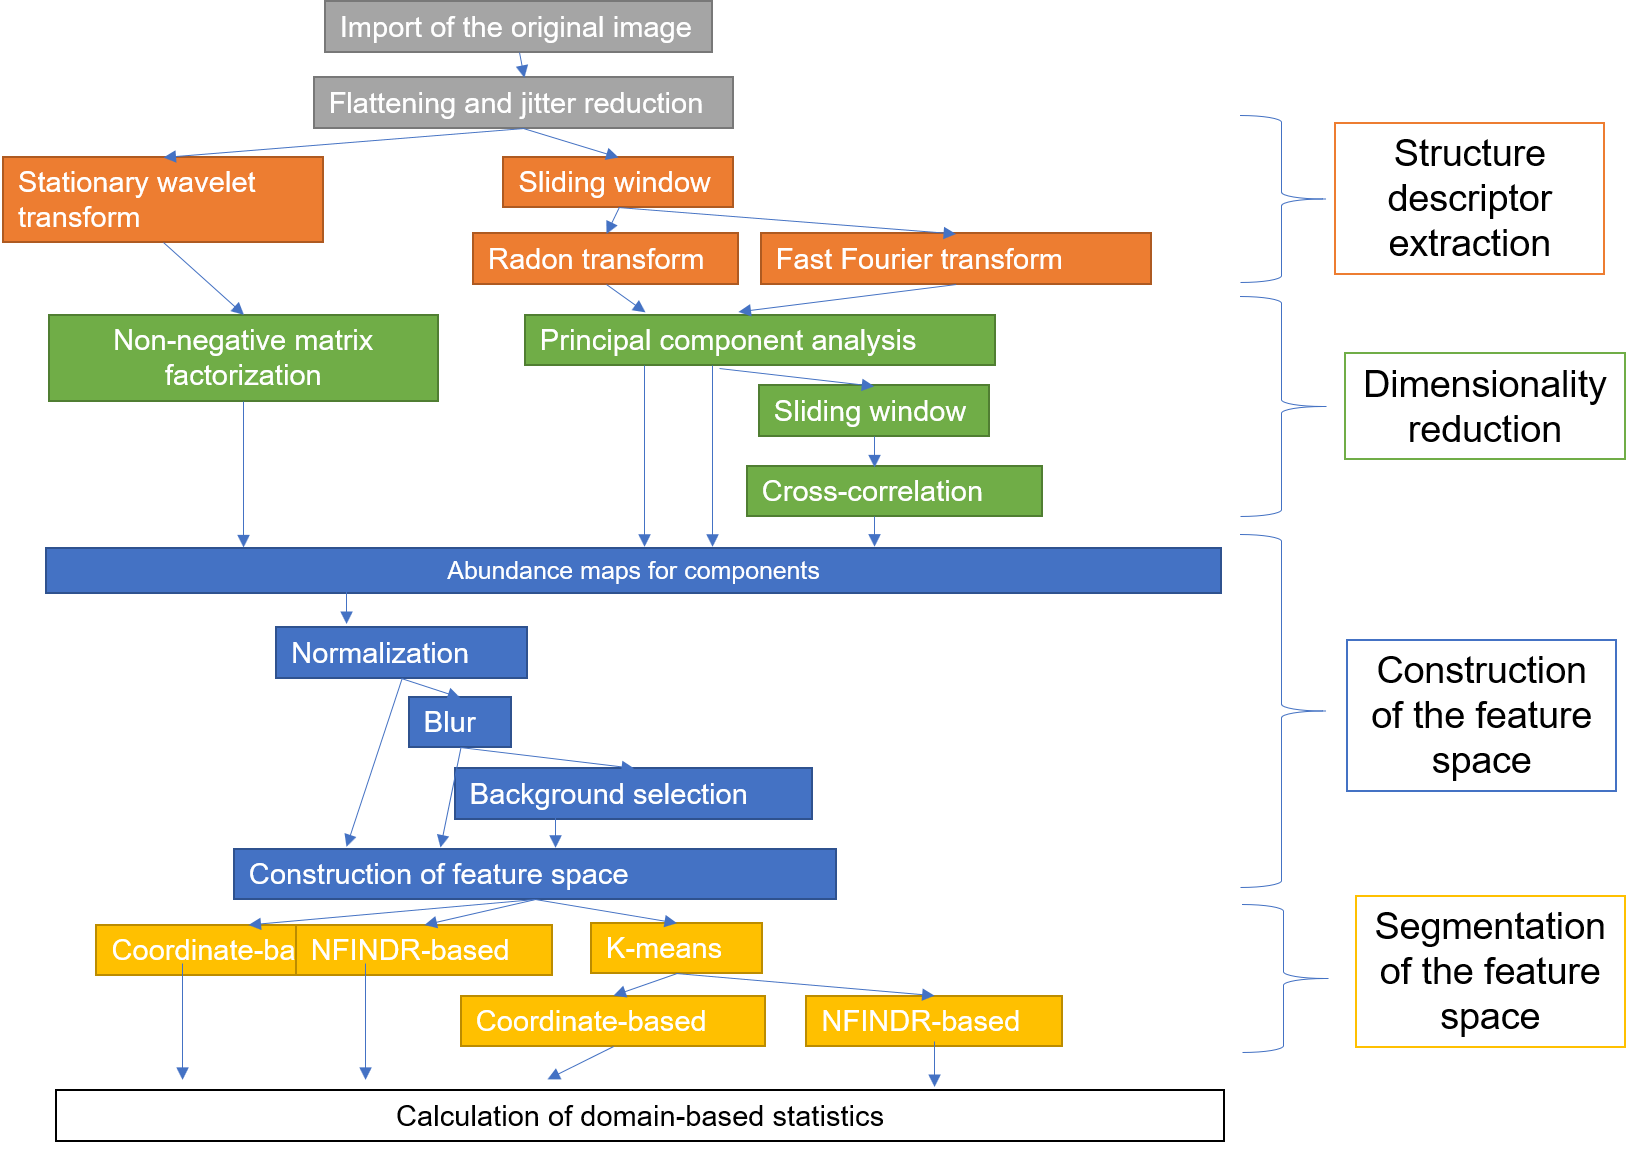 Import of the original image
Flattening and jitter reduction
Stationary wavelet
transform
Sliding window
Radon transform
Fast Fourier transform
Structure
descriptor
extraction
Non-negative matrix
factorization
Principal component analysis
Sliding window
Cross-correlation
Dimensionality
reduction
Abundance maps for components
Normalization
Blur
Background selection
Construction of feature space
Construction
of the feature
space
Coordinate-ba
NFINDR-based
K-means
Coordinate-based
NFINDR-based
Segmentation
of the feature
space
Calculation of domain-based statistics